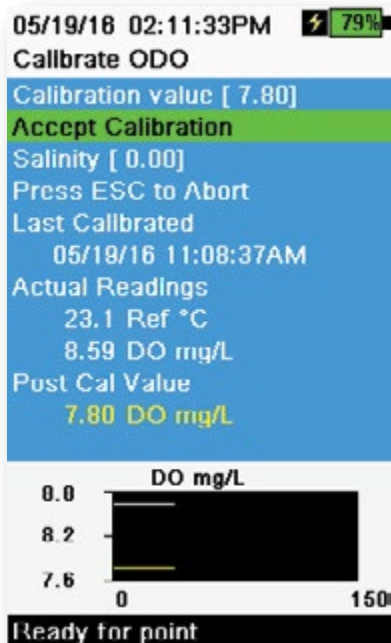 05/19/16 02:11:33PM 79%
Calibrate ODO
Calibration value [ 7.80]
Accept Calibration
Salinity [ 0.00]
Press ESC to Abort
Last Calibrated
05/19/16 11:08:37AM
Actual Readings
23.1 Ref °C
8.59 DO mg/L
Post Cal Value
7.80 DO mg/L
DO mg/L
8.8
8.2
7.6
0 150
Ready for point